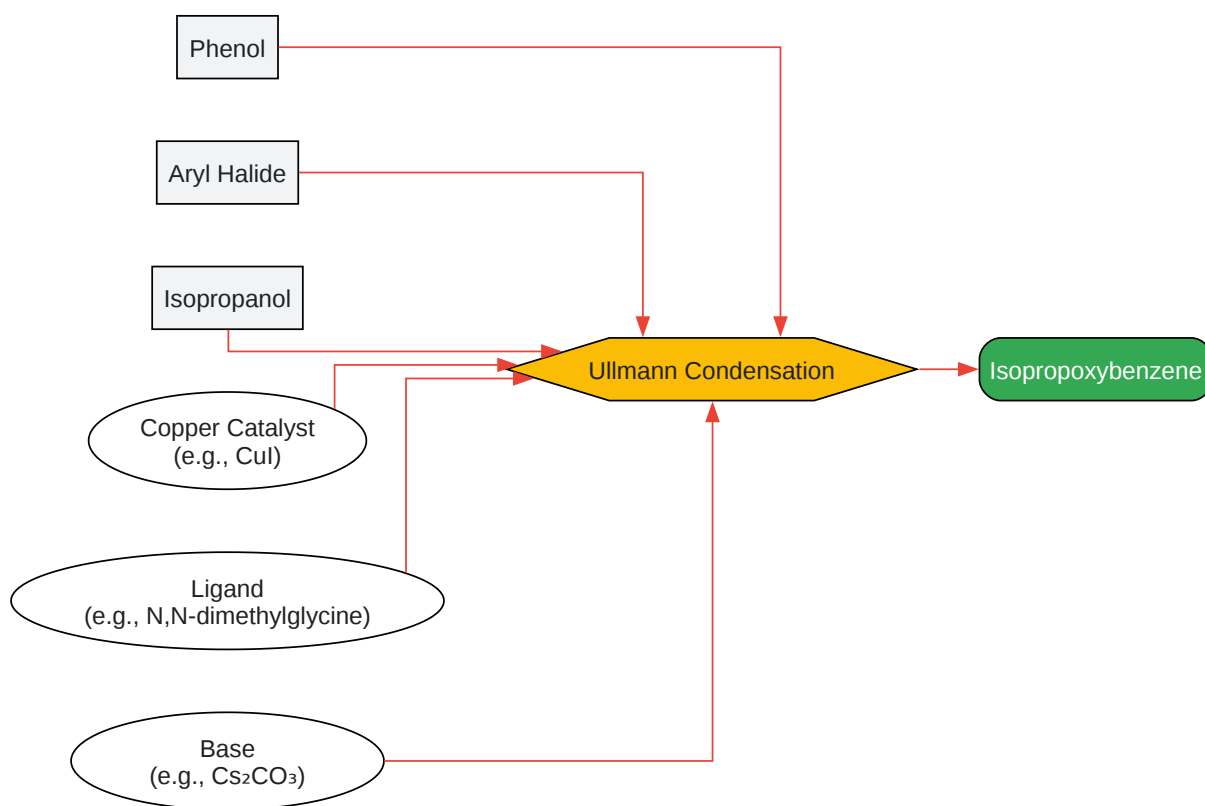 Phenol
Aryl Halide
Isopropanol
Ullmann Condensation
Isopropoxybenzene
Copper Catalyst
(e.g., CuI)
Ligand
(e.g., N,N-dimethylglycine)
Base
(e.g., Cs₂CO₃)